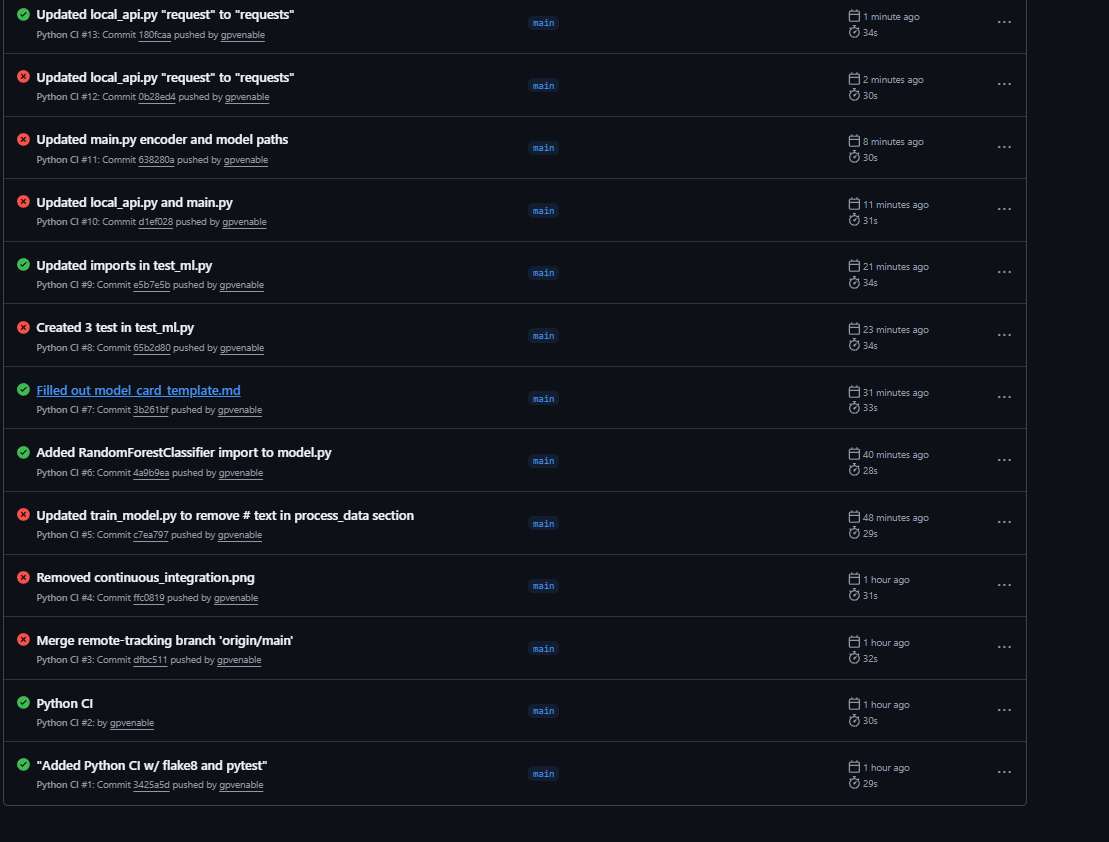 Updated local_api.py "request" to "requests"
main
1 minute ago
Python CI #13: Commit 180fcaa pushed by gpvenable
34s
Updated local_api.py "request" to "requests"
main
2 minutes ago
Python CI #12: Commit 0b28ed4 pushed by gpvenable
30s
Updated main.py encoder and model paths
main
8 minutes ago
Python CI #11: Commit 638280a pushed by gpvenable
30s
Updated local_api.py and main.py
main
11 minutes ago
Python CI #10: Commit d1ef028 pushed by gpvenable
31s
Updated imports in test_ml.py
main
21 minutes ago
Python CI #9: Commit e5b7e5b pushed by gpvenable
34s
Created 3 test in test_ml.py
main
23 minutes ago
Python CI #8: Commit 65b2d80 pushed by gpvenable
34s
Filled out model_card_template.md
main
31 minutes ago
Python CI #7: Commit 3b261bf pushed by gpvenable
33s
Added RandomForestClassifier import to model.py
main
40 minutes ago
Python CI #6: Commit 4a9b9ea pushed by gpvenable
28s
Updated train_model.py to remove # text in process_data section
main
48 minutes ago
Python CI #5: Commit c7ea797 pushed by gpvenable
29s
Removed continuous_integration.png
main
1 hour ago
Python CI #4: Commit ffc0819 pushed by gpvenable
31s
Merge remote-tracking branch 'origin/main'
main
1 hour ago
Python CI #3: Commit dfbc511 pushed by gpvenable
32s
Python CI
main
1 hour ago
Python CI #2: by gpvenable
30s
"Added Python CI w/ flake8 and pytest"
main
1 hour ago
Python CI #1: Commit 3425a5d pushed by gpvenable
29s